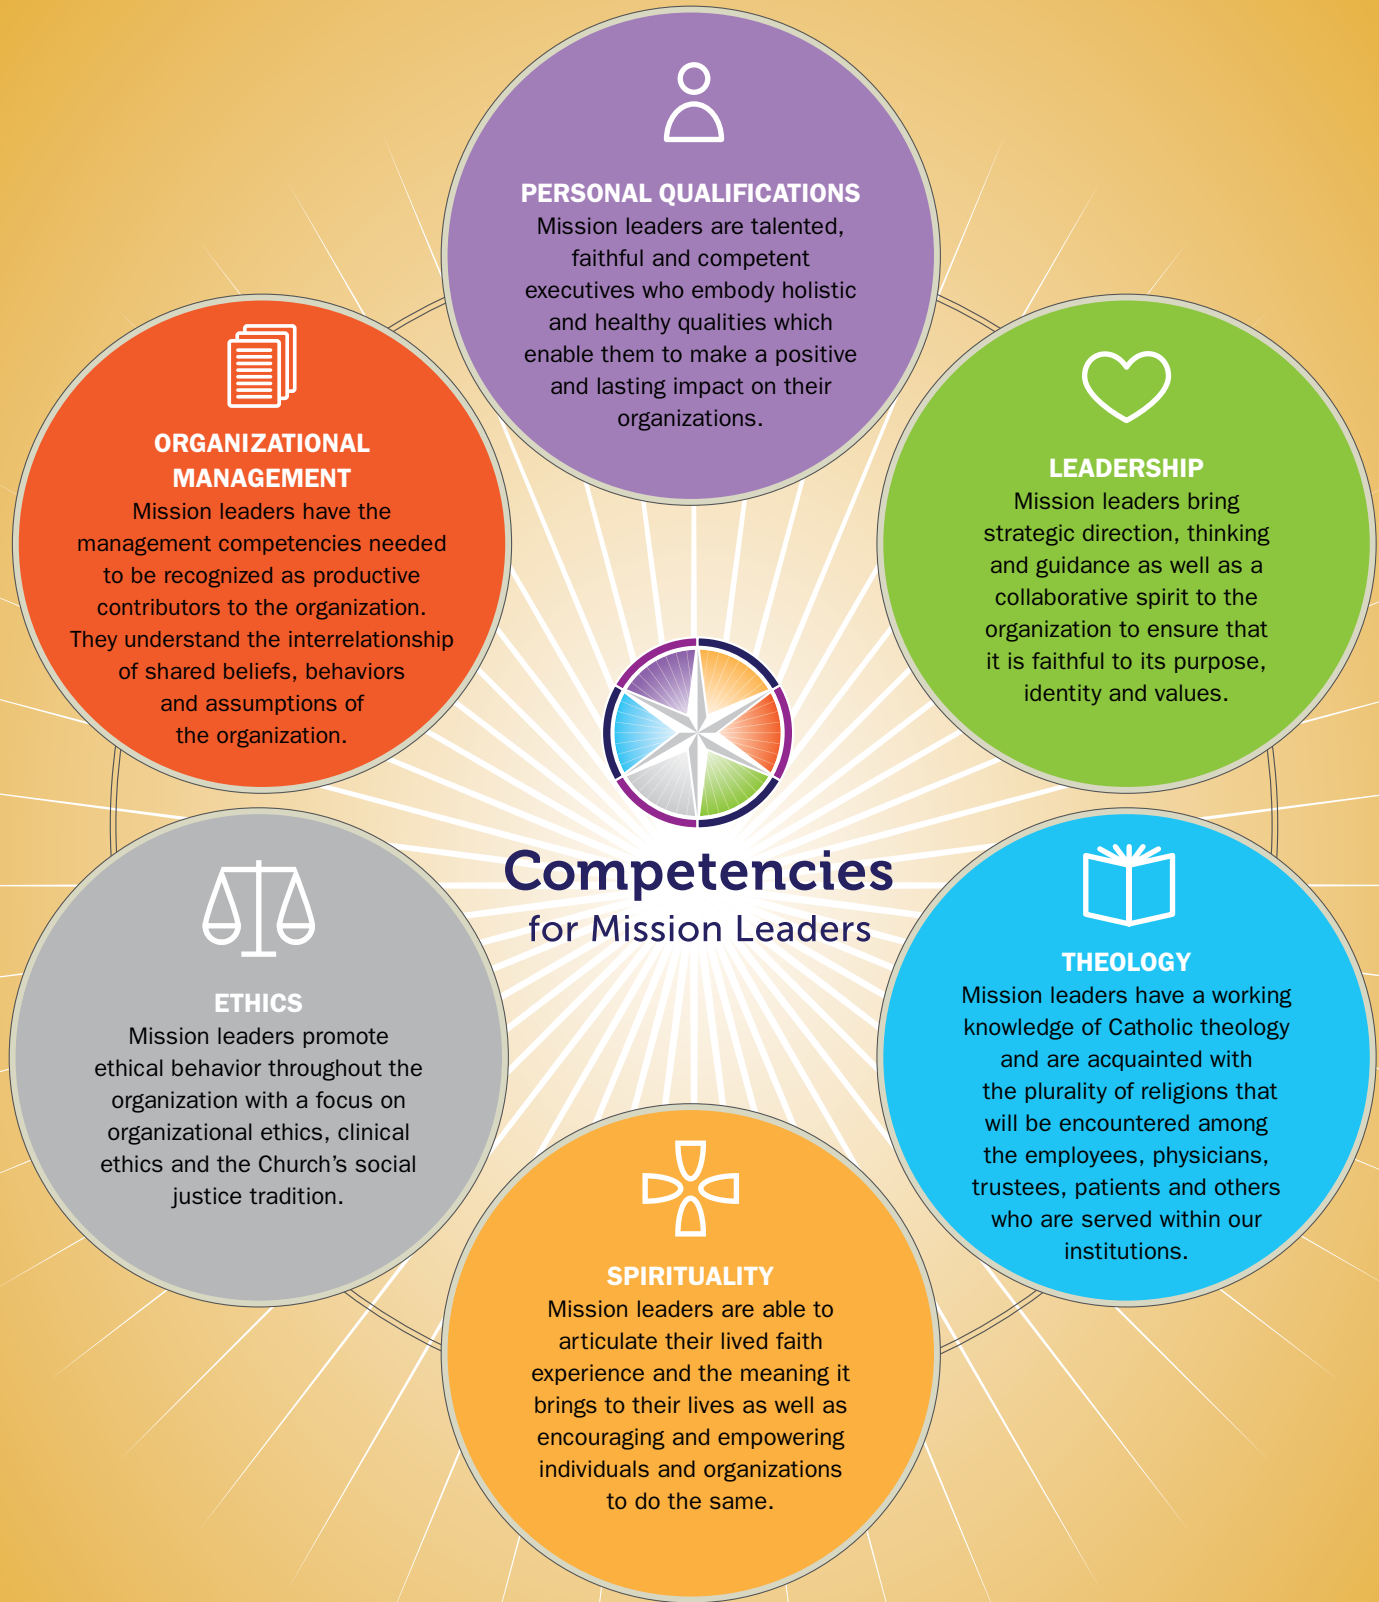 PERSONAL QUALIFICATIONS
Mission leaders are talented,
faithful and competent
executives who embody holistic
and healthy qualities which
enable them to make a positive
and lasting impact on their
organizations.
ORGANIZATIONAL
MANAGEMENT
Mission leaders have the
management competencies needed
to be recognized as productive
contributors to the organization.
They understand the interrelationship
of shared beliefs, behaviors
and assumptions of
the organization.
LEADERSHIP
Mission leaders bring
strategic direction, thinking
and guidance as well as a
collaborative spirit to the
organization to ensure that
it is faithful to its purpose,
identity and values.
Competencies
for Mission Leaders
ETHICS
Mission leaders promote
ethical behavior throughout the
organization with a focus on
organizational ethics, clinical
ethics and the Church’s social
justice tradition.
THEOLOGY
Mission leaders have a working
knowledge of Catholic theology
and are acquainted with
the plurality of religions that
will be encountered among
the employees, physicians,
trustees, patients and others
who are served within our
institutions.
SPIRITUALITY
Mission leaders are able to
articulate their lived faith
experience and the meaning it
brings to their lives as well as
encouraging and empowering
individuals and organizations
to do the same.